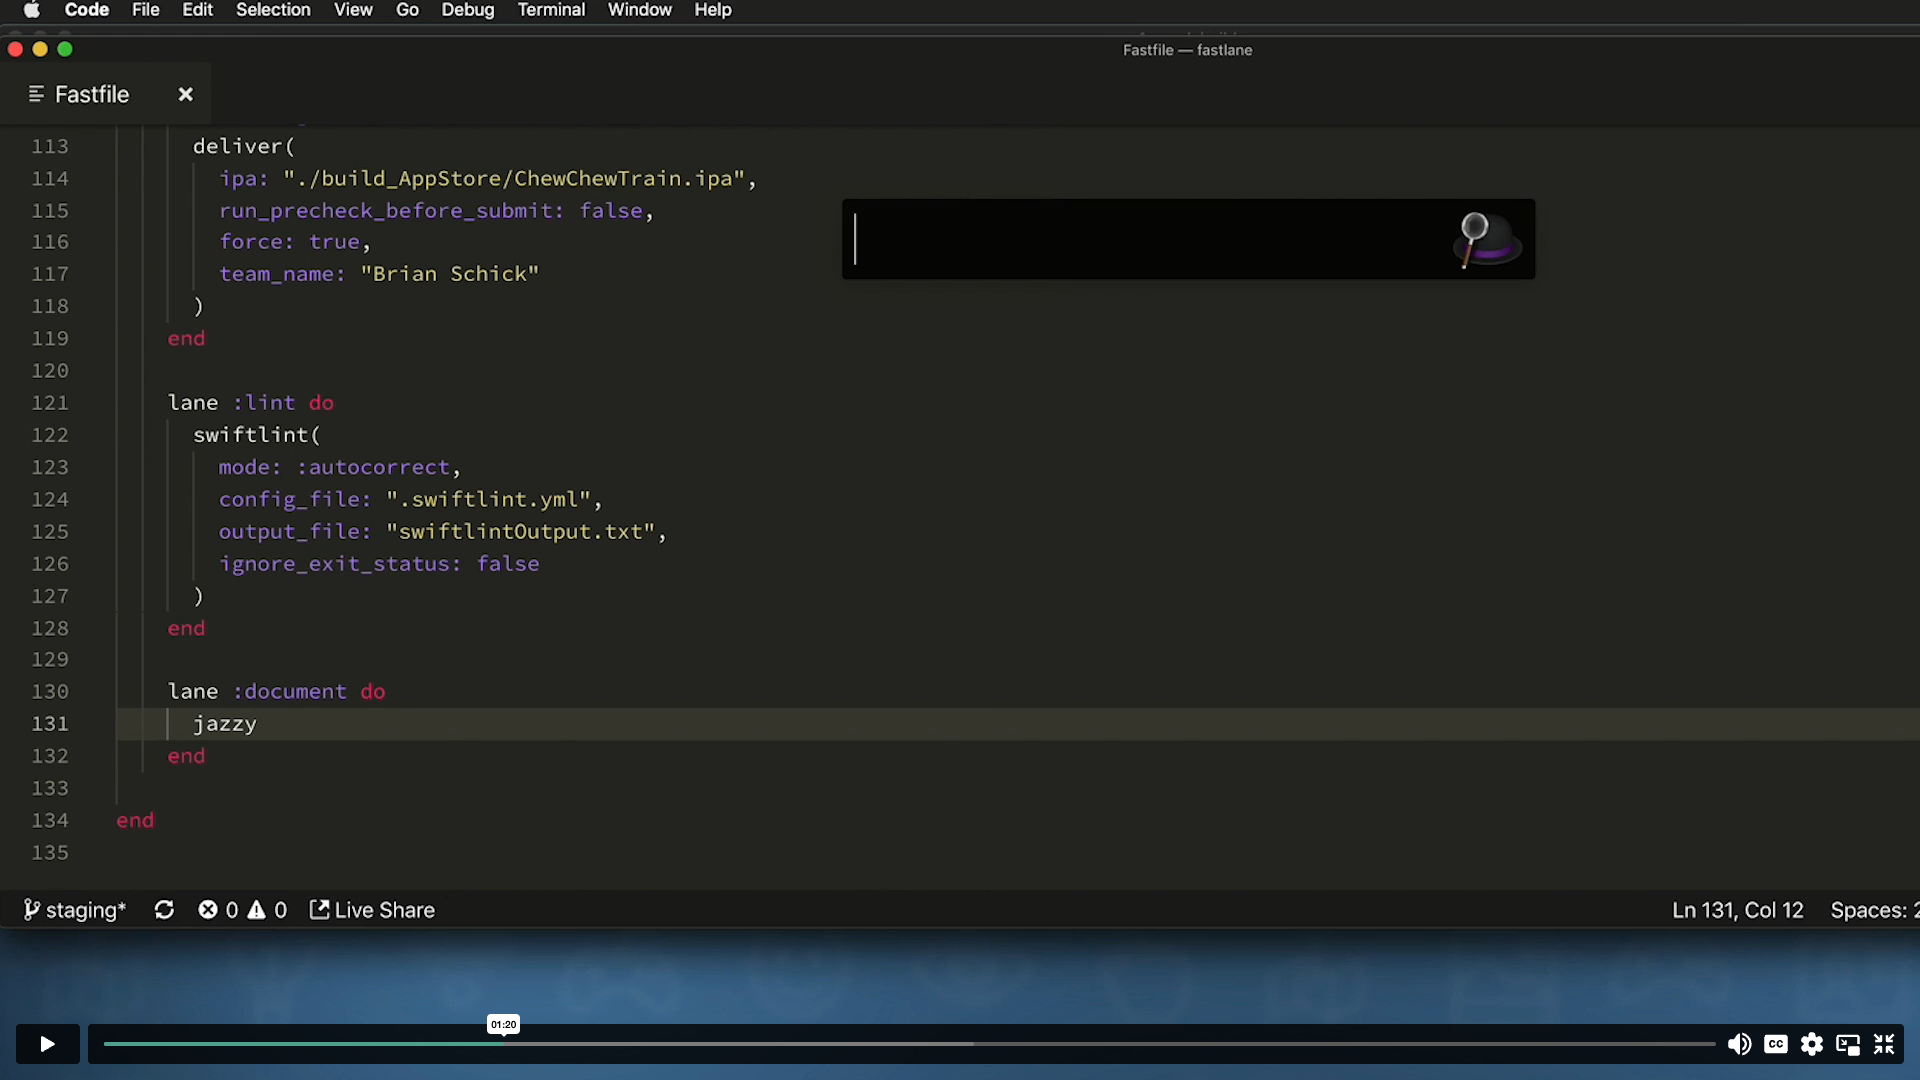 Code File Edit Selection View Go Debug Terminal Window Help
Fastfile — fastlane
Fastfile
113 deliver(
114 ipa: "./build_AppStore/ChewChewTrain.ipa",
115 run_precheck_before_submit: false,
116 force: true,
117 team_name: "Brian Schick"
118 )
119 end
120
121 lane :lint do
122 swiftlint(
123 mode: :autocorrect,
124 config_file: ".swiftlint.yml",
125 output_file: "swiftlintOutput.txt",
126 ignore_exit_status: false
127 )
128 end
129
130 lane :document do
131 jazzy
132 end
133
134 end
135
staging* 0 0 Live Share Ln 131, Col 12 Spaces: 2
01:20
CC